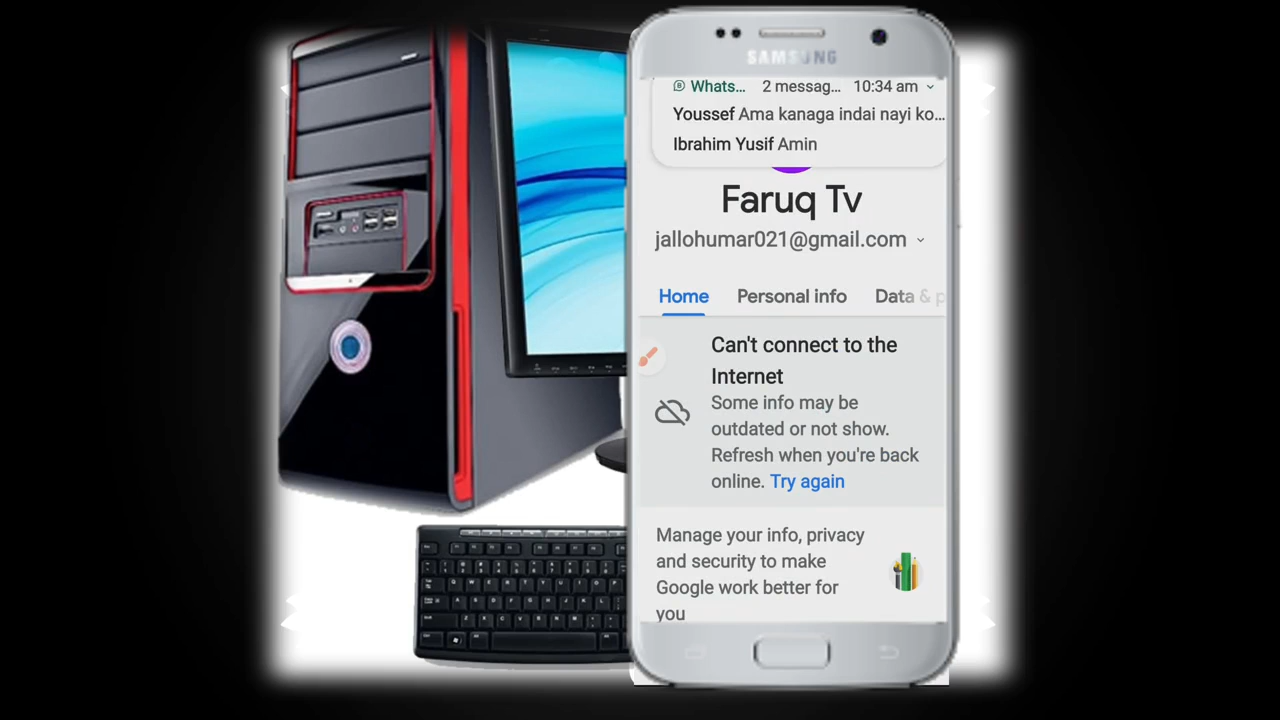 SAMSUNG
Whats... 2 messag... 10:34 am
Youssef Ama kanaga indai nayi ko...
Ibrahim Yusif Amin
Faruq Tv
jallohumar021@gmail.com
Home Personal info Data & p
Can't connect to the
Internet
Some info may be
outdated or not show.
Refresh when you're back
online. Try again
Manage your info, privacy
and security to make
Google work better for
you